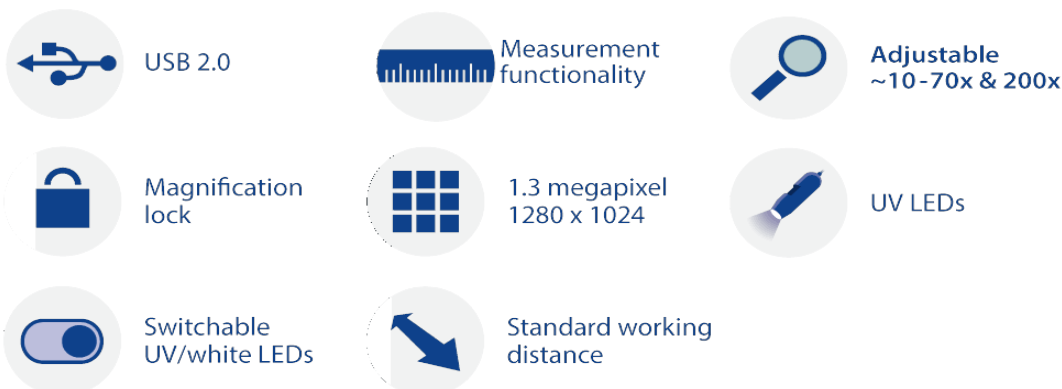 USB 2.0
Measurement
functionality
Adjustable
~10-70x & 200x
Magnification
lock
1.3 megapixel
1280 x 1024
UV LEDs
Switchable
UV/white LEDs
Standard working
distance